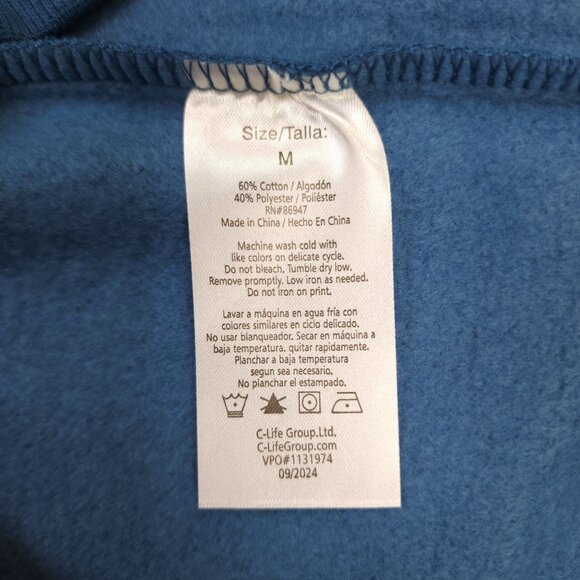 Size/Talla:
M
60% Cotton / Algodón
40% Polyester / Poliéster
RN#86947
Made in China / Hecho En China
Machine wash cold with
like colors on delicate cycle.
Do not bleach. Tumble dry low.
Remove promptly. Low iron as needed.
Do not iron on print.
Lavar a máquina en agua fría con
colores similares en ciclo delicado.
No usar blanqueador. Secar en máquina a
baja temperatura. quitar rapidamente.
Planchar a baja temperatura
segun sea necesario.
No planchar el estampado.
C-Life Group.Ltd.
C-LifeGroup.com
VPO#1131974
09/2024